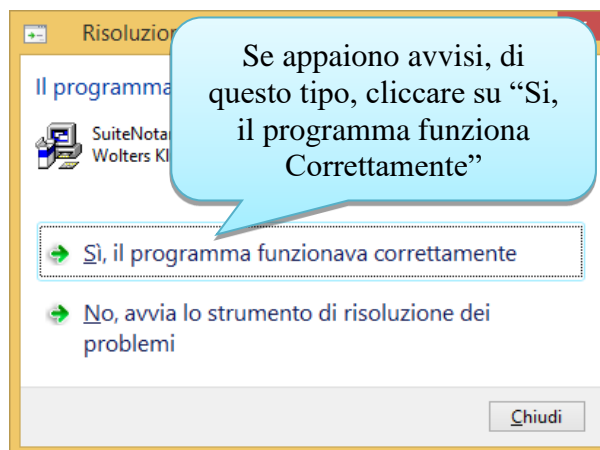 Risoluzion
Se appaiono avvisi, di
questo tipo, cliccare su “Si,
il programma funziona
Correttamente”
Il programma
SuiteNota
Wolters Kl
Sì, il programma funzionava correttamente
No, avvia lo strumento di risoluzione dei
problemi
Chiudi